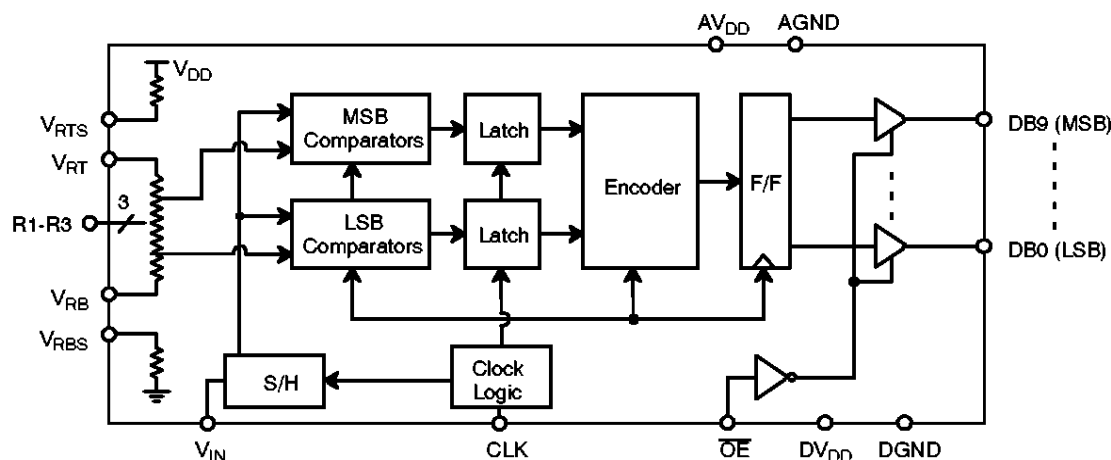 AVDD AGND
VDD
VRTS
VRT
3
R1-R3
VRB
VRBS
MSB
Comparators
LSB
Comparators
Latch
Latch
Encoder
F/F
DB9 (MSB)
DB0 (LSB)
S/H
Clock
Logic
VIN
CLK
OE
DVDD
DGND